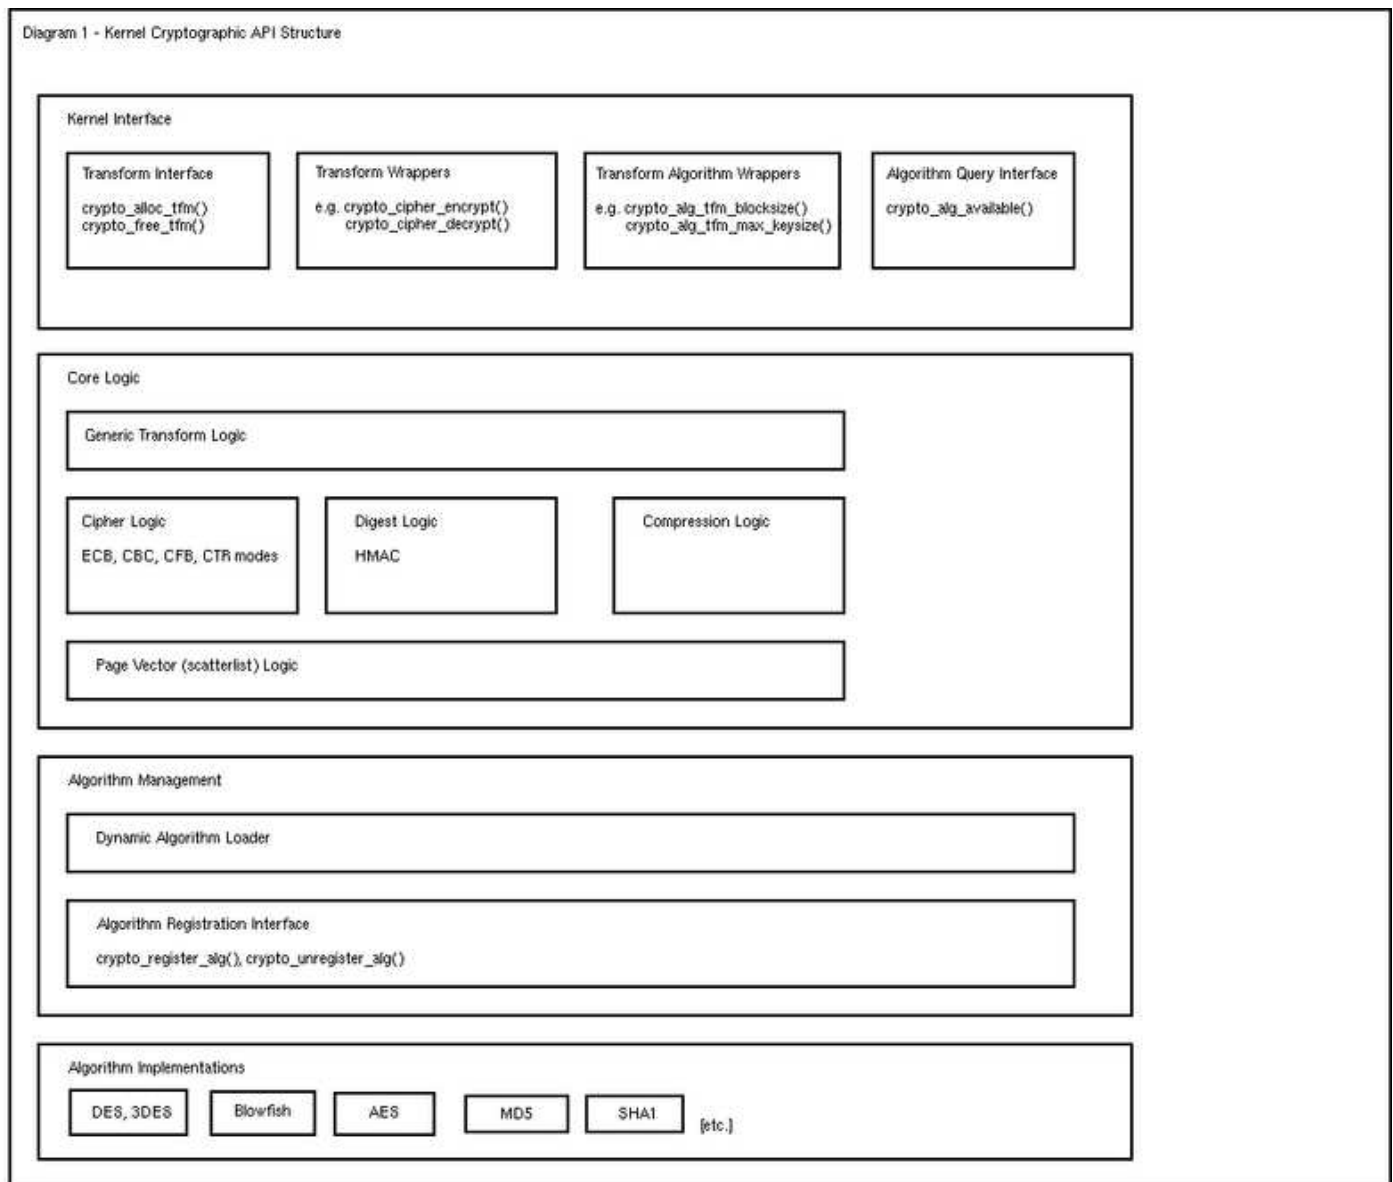 Diagram 1 - Kernel Cryptographic API Structure
Kernel Interface
Transform Interface
crypto_alloc_tfm()
crypto_free_tfm()
Transform Wrappers
e.g. crypto_cipher_encrypt()
crypto_cipher_decrypt()
Transform Algorithm Wrappers
e.g. crypto_alg_tfm_blocksize()
crypto_alg_tfm_max_keysize()
Algorithm Query Interface
crypto_alg_available()
Core Logic
Generic Transform Logic
Cipher Logic
ECB, CBC, CFB, CTR modes
Digest Logic
HMAC
Compression Logic
Page Vector (scatterlist) Logic
Algorithm Management
Dynamic Algorithm Loader
Algorithm Registration Interface
crypto_register_alg(), crypto_unregister_alg()
Algorithm Implementations
DES, 3DES
Blowfish
AES
MD5
SHA1
[etc.]